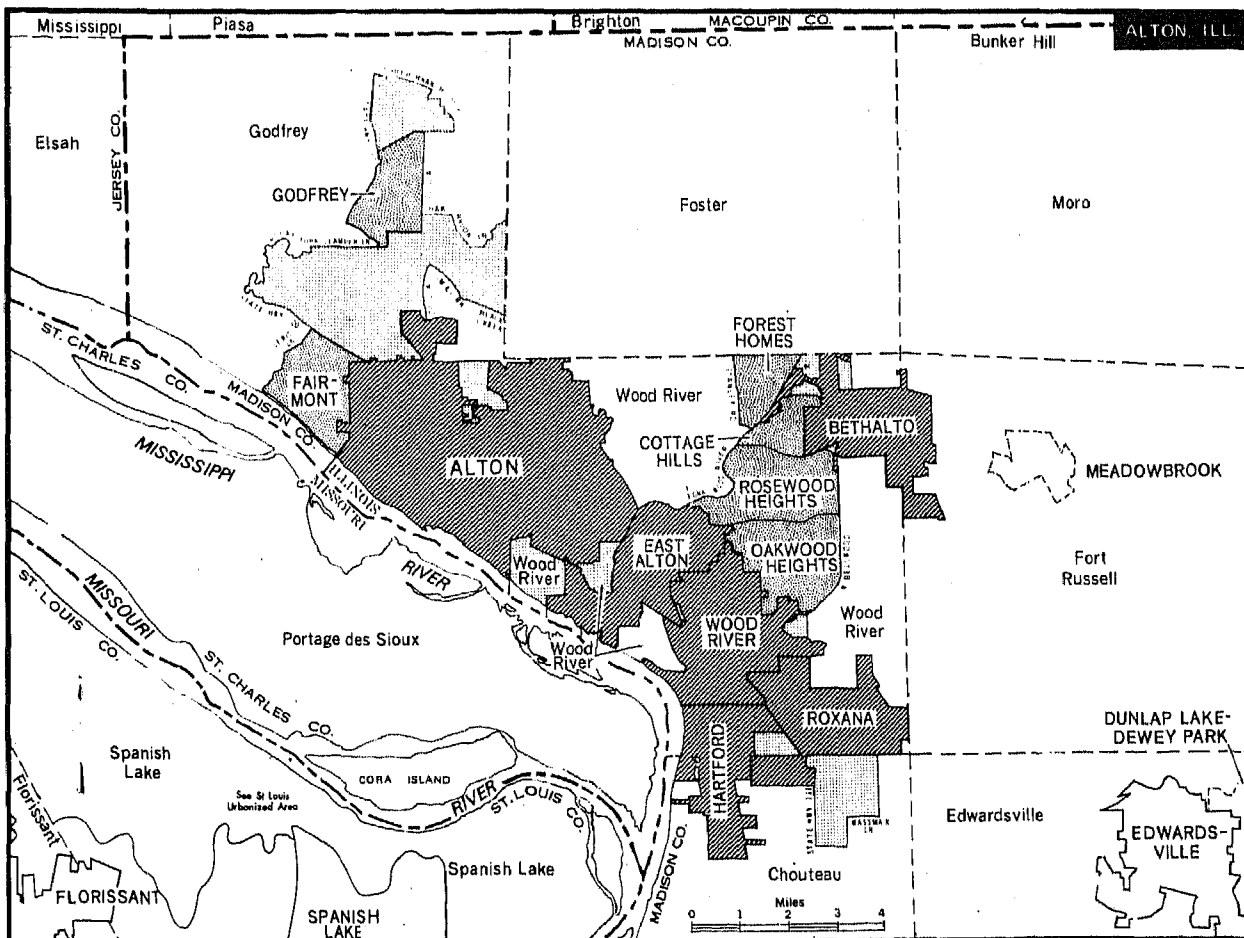 Mississippi
Piasa
Brighton
MACOUPIN CO.
MADISON CO.
Bunker Hill
ALTON, ILL.
Elsah
JERSEY CO.
Godfrey
GODFREY
Foster
Moro
ST. CHARLES CO.
MADISON CO.
FAIR-
MONT
FOREST
HOMES
Wood River
BETHALTO
COTTAGE
HILLS
MISSISSIPPI
ILLINOIS
MISSOURI
ALTON
ROSEWOOD
HEIGHTS
MEADOWBROOK
RIVER
Wood
River
EAST
ALTON
OAKWOOD
HEIGHTS
Fort
Russell
MISSOURI
ST. LOUIS CO.
Portage des Sioux
Wood
River
WOOD
RIVER
Wood
River
ST. CHARLES CO.
ROXANA
DUNLAP LAKE-
DEWEY PARK
Spanish
Lake
HARTFORD
CORA ISLAND
See St Louis
Urbanized Area
RIVER
ST. LOUIS CO.
Florissant
STATE HWY
Edwardsville
EDWARDS-
VILLE
FLORISSANT
Spanish Lake
SPANISH
LAKE
MADISON CO.
Chouteau
Miles
0 1 2 3 4